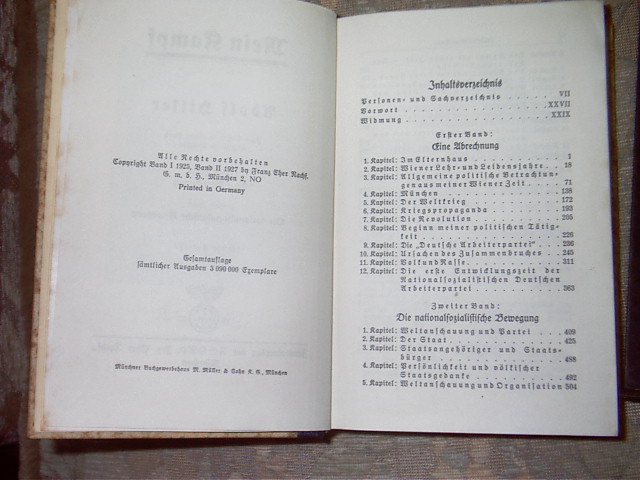 Mein Kampf
Adolf Hitler
Alle Rechte vorbehalten
Copyright Band I 1925, Band II 1927 by Franz Eher Nachf.
G. m. b. H., München 2, NO
Printed in Germany
Gesamtauflage
sämtlicher Ausgaben 3 090 000 Exemplare
Münchner Buchgewerbehaus M. Müller & Sohn K. G., München
Inhaltsverzeichnis
Personen- und Sachverzeichnis . . . . . VII
Vorwort . . . . . XXVII
Widmung . . . . . XXIX
Erster Band:
Eine Abrechnung
1. Kapitel: Im Elternhaus . . . . . 1
2. Kapitel: Wiener Lehr- und Leidensjahre . . 18
3. Kapitel: Allgemeine politische Betrachtun-
gen aus meiner Wiener Zeit . . . . 71
4. Kapitel: München . . . . . 138
5. Kapitel: Der Weltkrieg . . . . . 172
6. Kapitel: Kriegspropaganda . . . . . 193
7. Kapitel: Die Revolution . . . . . 205
8. Kapitel: Beginn meiner politischen Tätig-
keit . . . . . 226
9. Kapitel: Die „Deutsche Arbeiterpartei“ . . . 236
10. Kapitel: Ursachen des Zusammenbruches . . . 245
11. Kapitel: Volk und Rasse . . . . . 311
12. Kapitel: Die erste Entwicklungszeit der
Nationalsozialistischen Deutschen
Arbeiterpartei . . . . . 363
Zweiter Band:
Die nationalsozialistische Bewegung
1. Kapitel: Weltanschauung und Partei . . . . 409
2. Kapitel: Der Staat . . . . . 425
3. Kapitel: Staatsangehöriger und Staats-
bürger . . . . . 488
4. Kapitel: Persönlichkeit und völkischer
Staatsgedanke . . . . . 492
5. Kapitel: Weltanschauung und Organisation 504